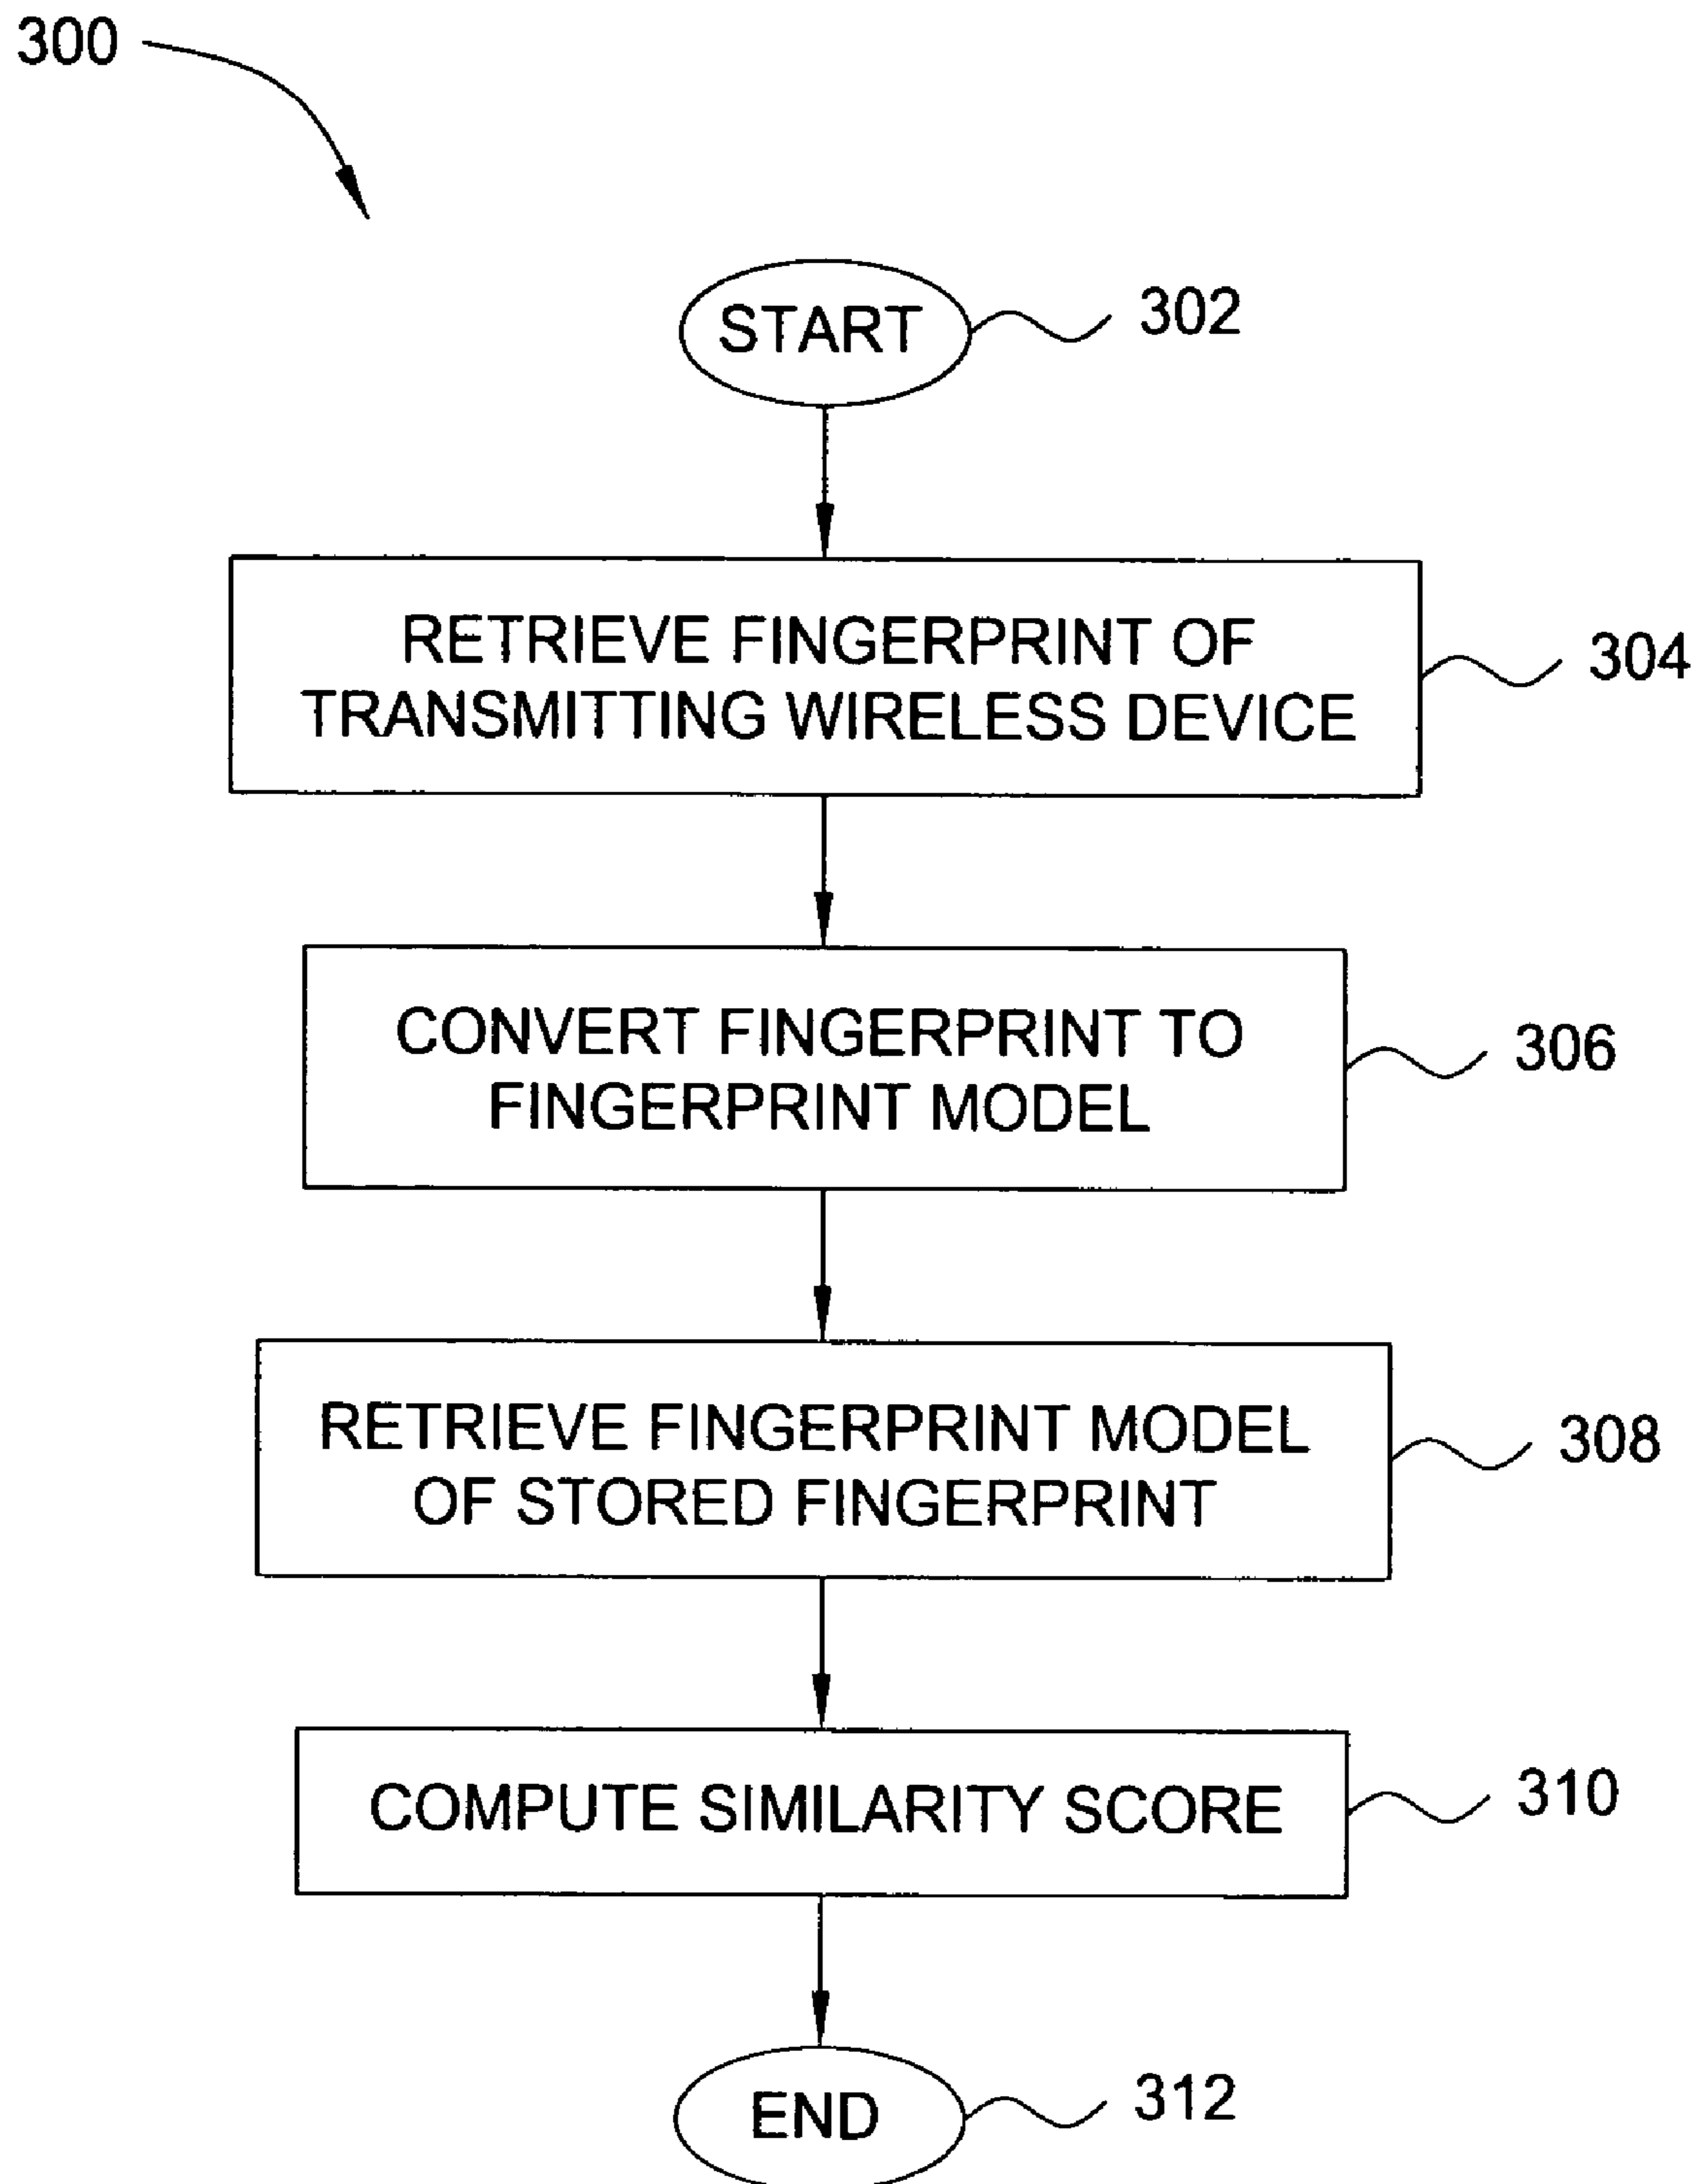 300
START
302
RETRIEVE FINGERPRINT OF
TRANSMITTING WIRELESS DEVICE
304
CONVERT FINGERPRINT TO
FINGERPRINT MODEL
306
RETRIEVE FINGERPRINT MODEL
OF STORED FINGERPRINT
308
COMPUTE SIMILARITY SCORE
310
END
312